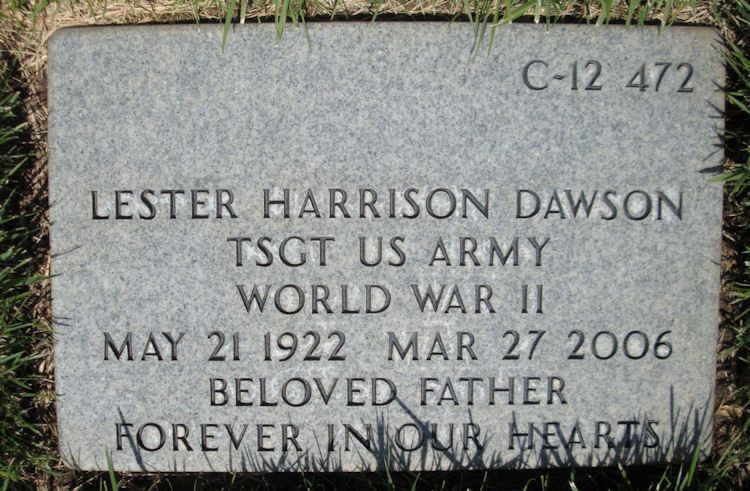 C-12 472
LESTER HARRISON DAWSON
TSGT US ARMY
WORLD WAR II
MAY 21 1922 MAR 27 2006
BELOVED FATHER
FOREVER IN OUR HEARTS